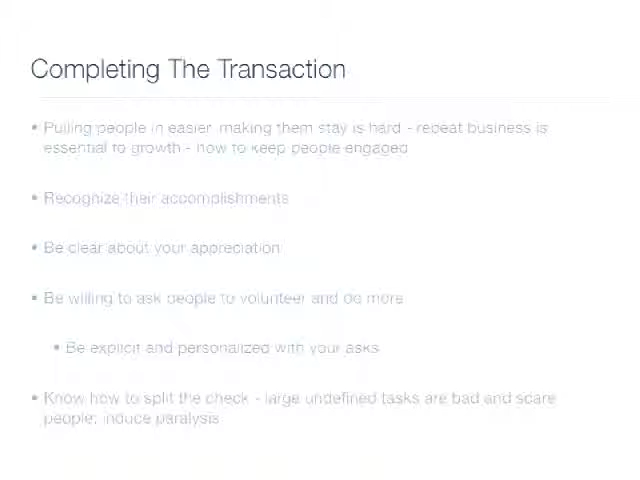 Completing The Transaction
• Pulling people in easier, making them stay is hard - repeat business is
essential to growth - how to keep people engaged
• Recognize their accomplishments
• Be clear about your appreciation
• Be willing to ask people to volunteer and do more
• Be explicit and personalized with your asks
• Know how to split the check - large undefined tasks are bad and scare
people; induce paralysis